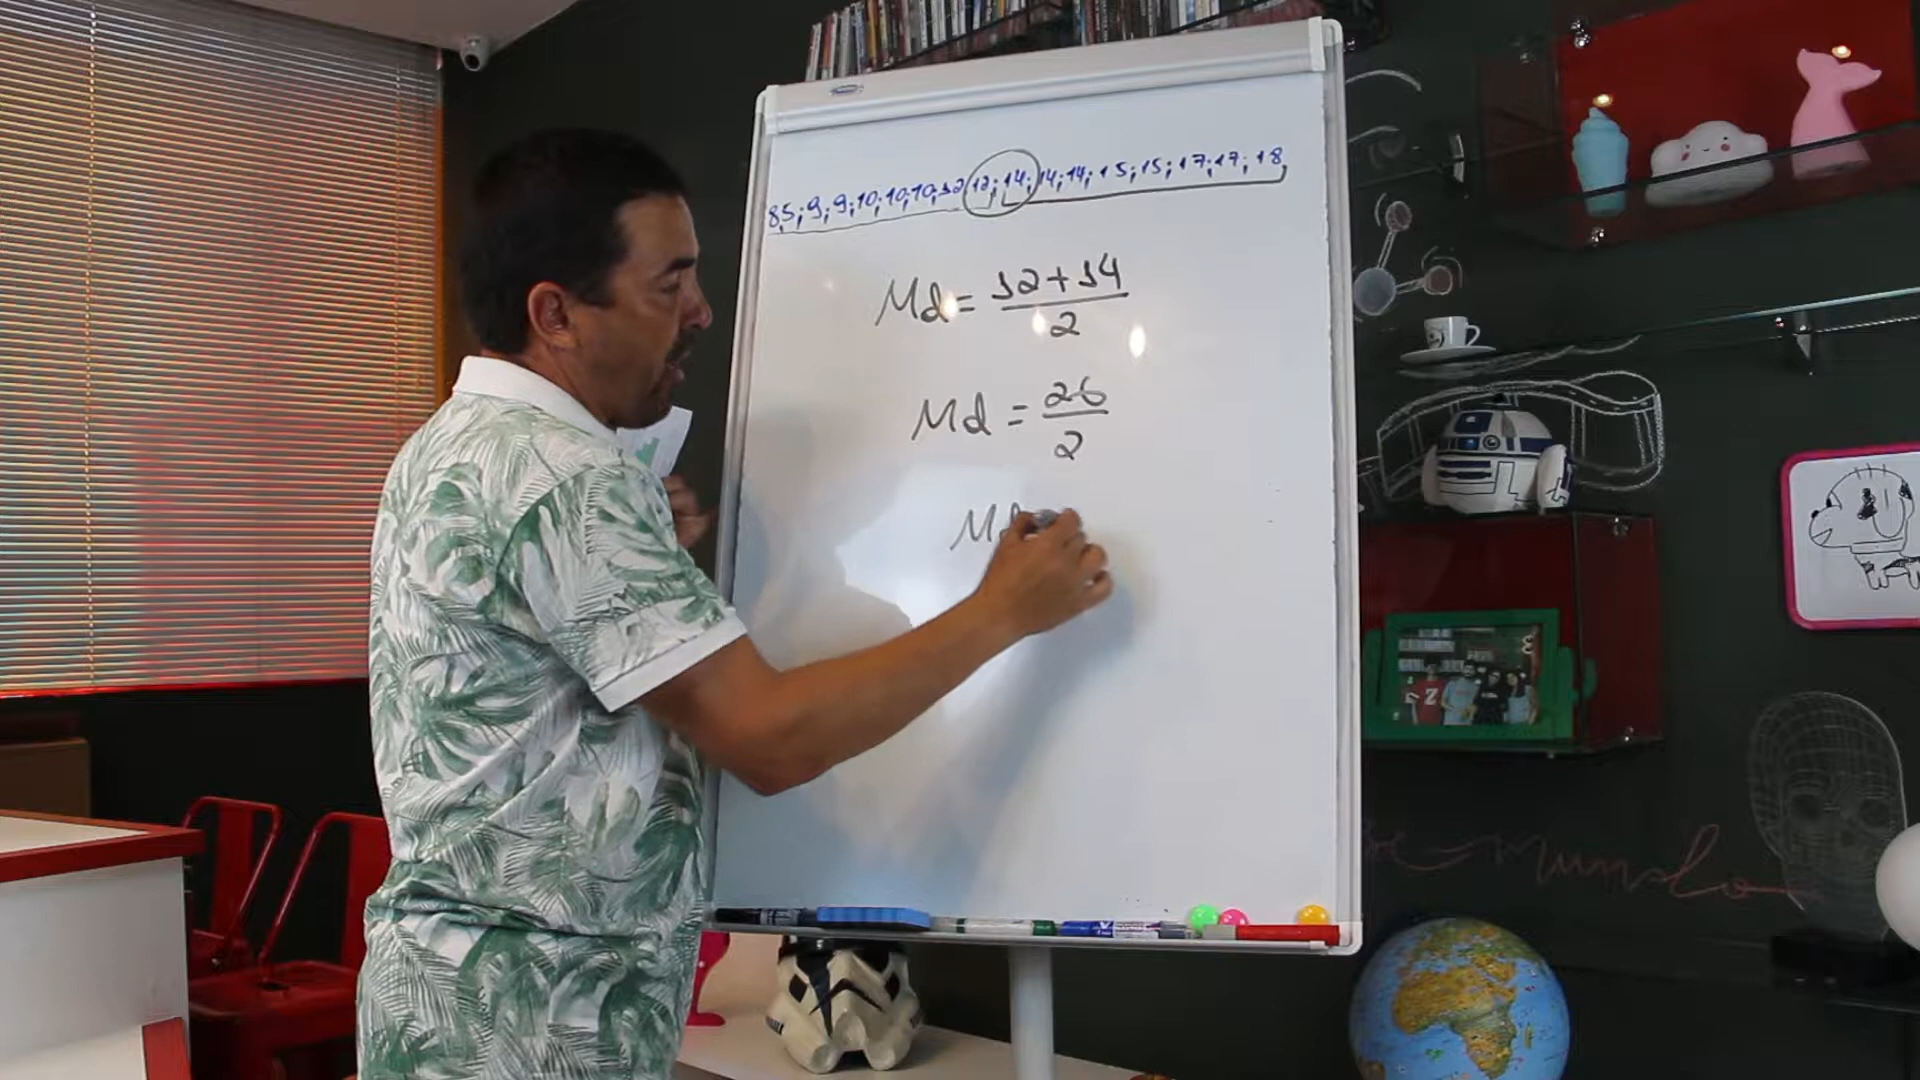 8,5; 9; 9; 10; 10; 10; 12; 12; 14; 14; 14; 15; 15; 17; 17; 18
Md = 12+14
2
Md = 26
2
Md
mundo